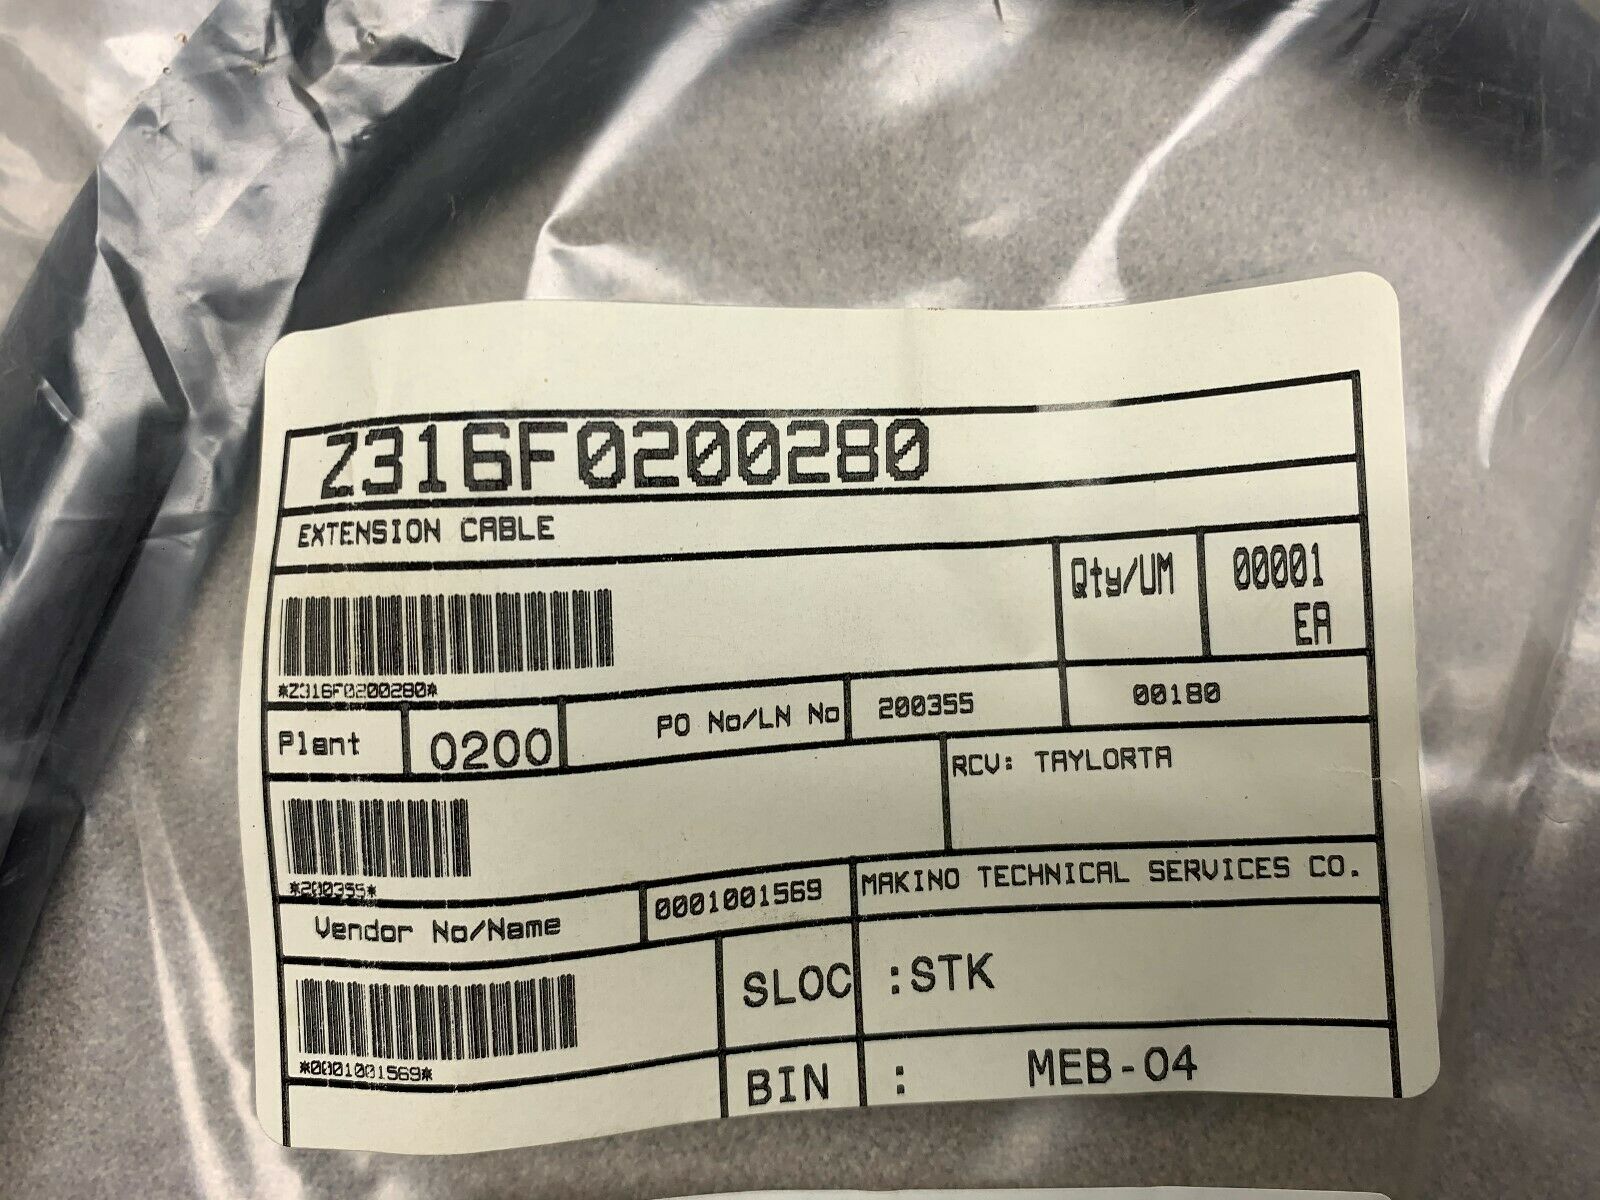 Z316F0200280
EXTENSION CABLE
Qty/UM 00001
EA
*Z316F0200280*
Plant 0200 PO No/LN No 200355 00180
RCV: TAYLORTA
*200355*
Vendor No/Name 0001001569 MAKINO TECHNICAL SERVICES CO.
SLOC :STK
*0001001569*
BIN : MEB-04